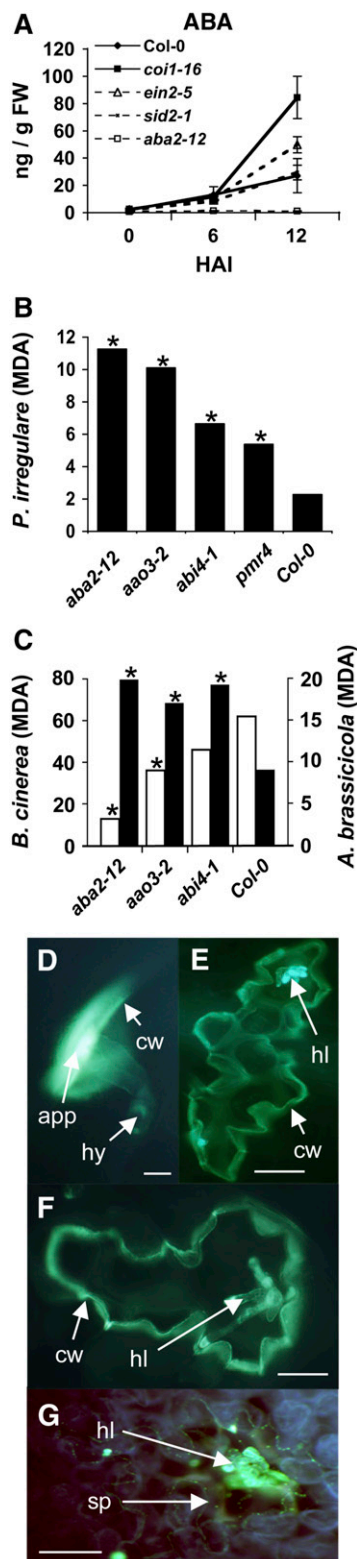 A
ABA
ng / g FW
120
100
80
60
40
20
0
0 6 12
HAI
Col-0
coi1-16
ein2-5
sid2-1
aba2-12
B
P. irregulare (MDA)
12
10
8
6
4
2
0
* * * *
aba2-12 aao3-2 abi4-1 pmr4 Col-0
C
B. cinerea (MDA)
80
60
40
20
0
* * * * *
A. brassicicola (MDA)
20
15
10
5
0
aba2-12 aao3-2 abi4-1 Col-0
D
cw
app
hy
E
hl
cw
F
cw
hl
G
hl
sp